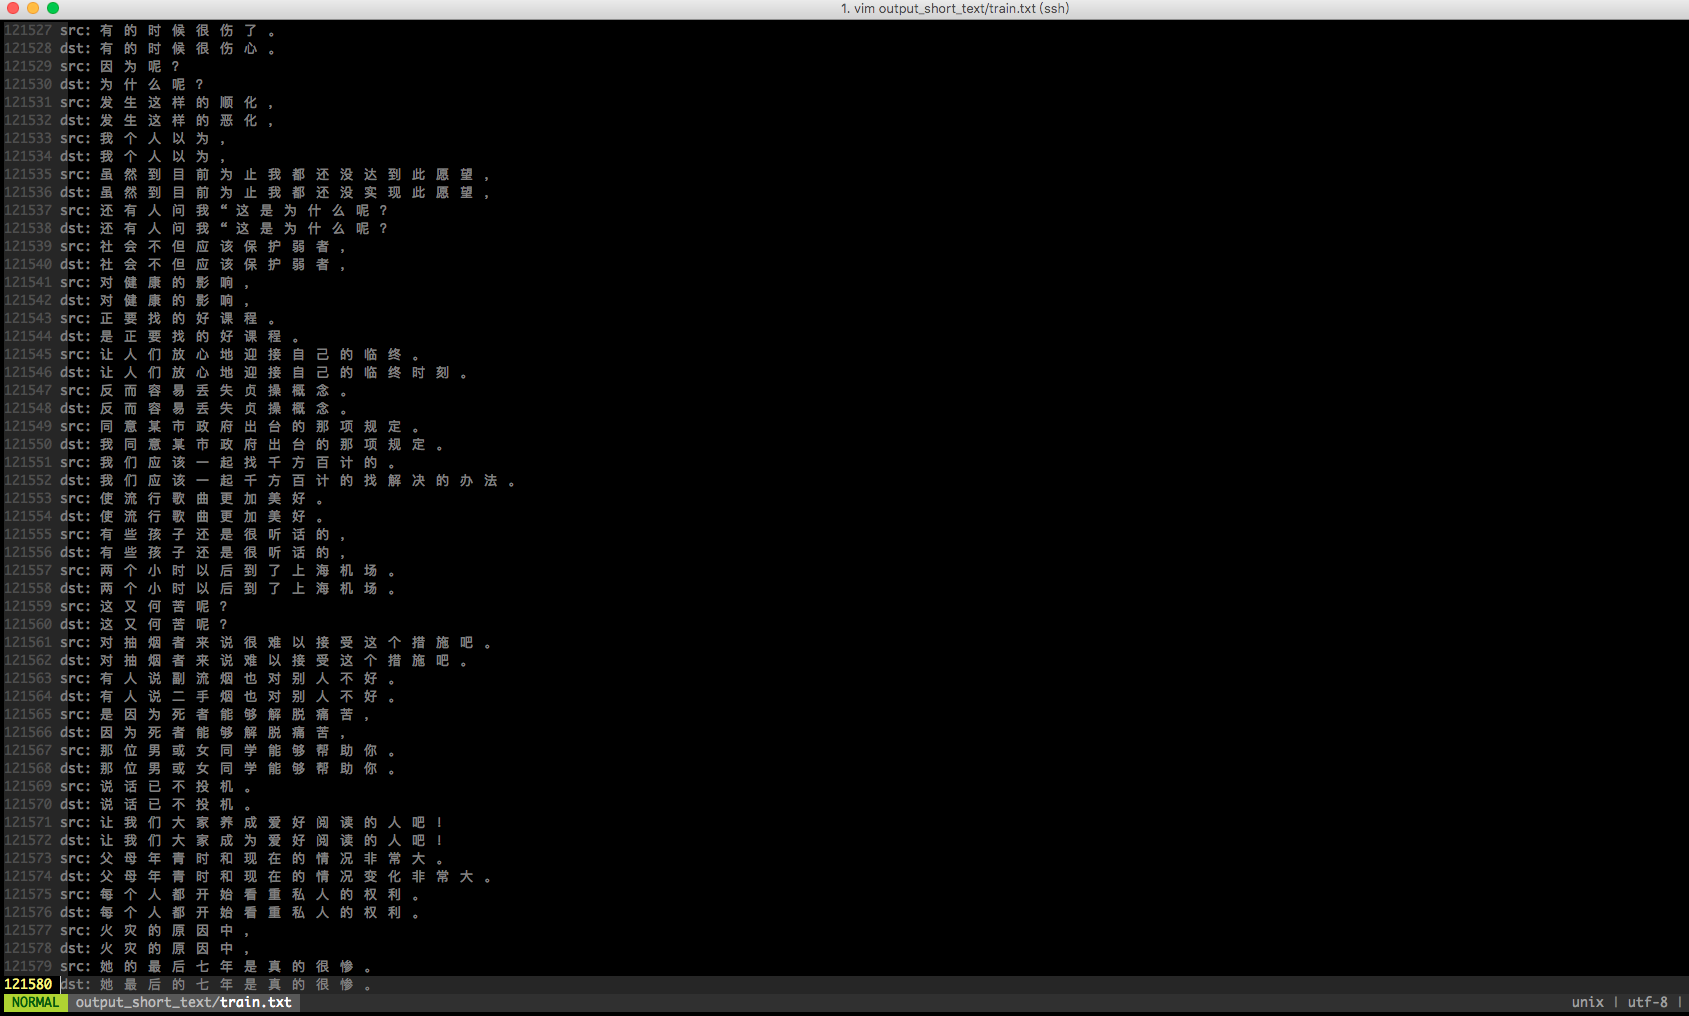 1. vim output_short_text/train.txt (ssh)
121527 src: 有 的 时 候 很 伤 了 。
121528 dst: 有 的 时 候 很 伤 心 。
121529 src: 因 为 呢 ?
121530 dst: 为 什 么 呢 ?
121531 src: 发 生 这 样 的 顺 化 ,
121532 dst: 发 生 这 样 的 恶 化 ,
121533 src: 我 个 人 以 为 ,
121534 dst: 我 个 人 以 为 ,
121535 src: 虽 然 到 目 前 为 止 我 都 还 没 达 到 此 愿 望 ,
121536 dst: 虽 然 到 目 前 为 止 我 都 还 没 实 现 此 愿 望 ,
121537 src: 还 有 人 问 我 “ 这 是 为 什 么 呢 ?
121538 dst: 还 有 人 问 我 “ 这 是 为 什 么 呢 ?
121539 src: 社 会 不 但 应 该 保 护 弱 者 ,
121540 dst: 社 会 不 但 应 该 保 护 弱 者 ,
121541 src: 对 健 康 的 影 响 ,
121542 dst: 对 健 康 的 影 响 ,
121543 src: 正 要 找 的 好 课 程 。
121544 dst: 是 正 要 找 的 好 课 程 。
121545 src: 让 人 们 放 心 地 迎 接 自 己 的 临 终 。
121546 dst: 让 人 们 放 心 地 迎 接 自 己 的 临 终 时 刻 。
121547 src: 反 而 容 易 丢 失 贞 操 概 念 。
121548 dst: 反 而 容 易 丢 失 贞 操 概 念 。
121549 src: 同 意 某 市 政 府 出 台 的 那 项 规 定 。
121550 dst: 我 同 意 某 市 政 府 出 台 的 那 项 规 定 。
121551 src: 我 们 应 该 一 起 找 千 方 百 计 的 。
121552 dst: 我 们 应 该 一 起 千 方 百 计 的 找 解 决 的 办 法 。
121553 src: 使 流 行 歌 曲 更 加 美 好 。
121554 dst: 使 流 行 歌 曲 更 加 美 好 。
121555 src: 有 些 孩 子 还 是 很 听 话 的 ,
121556 dst: 有 些 孩 子 还 是 很 听 话 的 ,
121557 src: 两 个 小 时 以 后 到 了 上 海 机 场 。
121558 dst: 两 个 小 时 以 后 到 了 上 海 机 场 。
121559 src: 这 又 何 苦 呢 ?
121560 dst: 这 又 何 苦 呢 ?
121561 src: 对 抽 烟 者 来 说 很 难 以 接 受 这 个 措 施 吧 。
121562 dst: 对 抽 烟 者 来 说 难 以 接 受 这 个 措 施 吧 。
121563 src: 有 人 说 副 流 烟 也 对 别 人 不 好 。
121564 dst: 有 人 说 二 手 烟 也 对 别 人 不 好 。
121565 src: 是 因 为 死 者 能 够 解 脱 痛 苦 ,
121566 dst: 因 为 死 者 能 够 解 脱 痛 苦 ,
121567 src: 那 位 男 或 女 同 学 能 够 帮 助 你 。
121568 dst: 那 位 男 或 女 同 学 能 够 帮 助 你 。
121569 src: 说 话 已 不 投 机 。
121570 dst: 说 话 已 不 投 机 。
121571 src: 让 我 们 大 家 养 成 爱 好 阅 读 的 人 吧 !
121572 dst: 让 我 们 大 家 成 为 爱 好 阅 读 的 人 吧 !
121573 src: 父 母 年 青 时 和 现 在 的 情 况 非 常 大 。
121574 dst: 父 母 年 青 时 和 现 在 的 情 况 变 化 非 常 大 。
121575 src: 每 个 人 都 开 始 看 重 私 人 的 权 利 。
121576 dst: 每 个 人 都 开 始 看 重 私 人 的 权 利 。
121577 src: 火 灾 的 原 因 中 ,
121578 dst: 火 灾 的 原 因 中 ,
121579 src: 她 的 最 后 七 年 是 真 的 很 惨 。
121580 dst: 她 最 后 的 七 年 是 真 的 很 惨 。
NORMAL output_short_text/train.txt unix | utf-8 |